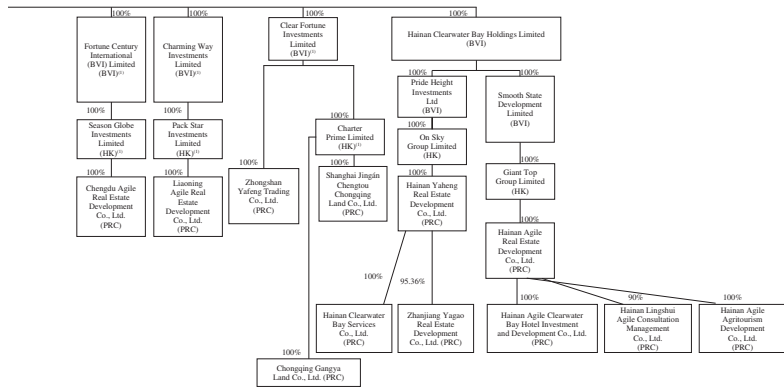 100%
100%
100%
100%
Fortune Century
International
(BVI) Limited
(BVI)⁽¹⁾
Charming Way
Investments
Limited
(BVI)⁽¹⁾
Clear Fortune
Investments
Limited
(BVI)⁽¹⁾
Hainan Clearwater Bay Holdings Limited
(BVI)
100%
Pride Height
Investments
Ltd
(BVI)
100%
Smooth State
Development
Limited
(BVI)
100%
Season Globe
Investments
Limited
(HK)⁽¹⁾
100%
Pack Star
Investments
Limited
(HK)⁽¹⁾
100%
Charter
Prime Limited
(HK)⁽¹⁾
100%
On Sky
Group Limited
(HK)
100%
Giant Top
Group Limited
(HK)
100%
Chengdu Agile
Real Estate
Development
Co., Ltd.
(PRC)
100%
Liaoning
Agile Real
Estate
Development
Co., Ltd.
(PRC)
100%
Zhongshan
Yafeng Trading
Co., Ltd. (PRC)
100%
Shanghai Jingán
Chengtou
Chongqing
Land Co., Ltd.
(PRC)
100%
Hainan Yaheng
Real Estate
Development
Co., Ltd.
(PRC)
100%
Hainan Agile
Real Estate
Development
Co., Ltd.
(PRC)
100%
95.36%
100%
90%
100%
Hainan Clearwater
Bay Services
Co., Ltd. (PRC)
Zhanjiang Yagao
Real Estate
Development
Co., Ltd. (PRC)
Hainan Agile Clearwater
Bay Hotel Investment
and Development Co., Ltd.
(PRC)
Hainan Lingshui
Agile Consultation
Management
Co., Ltd.
(PRC)
Hainan Agile
Agritourism
Development
Co., Ltd.
(PRC)
100%
Chongqing Gangya
Land Co., Ltd. (PRC)